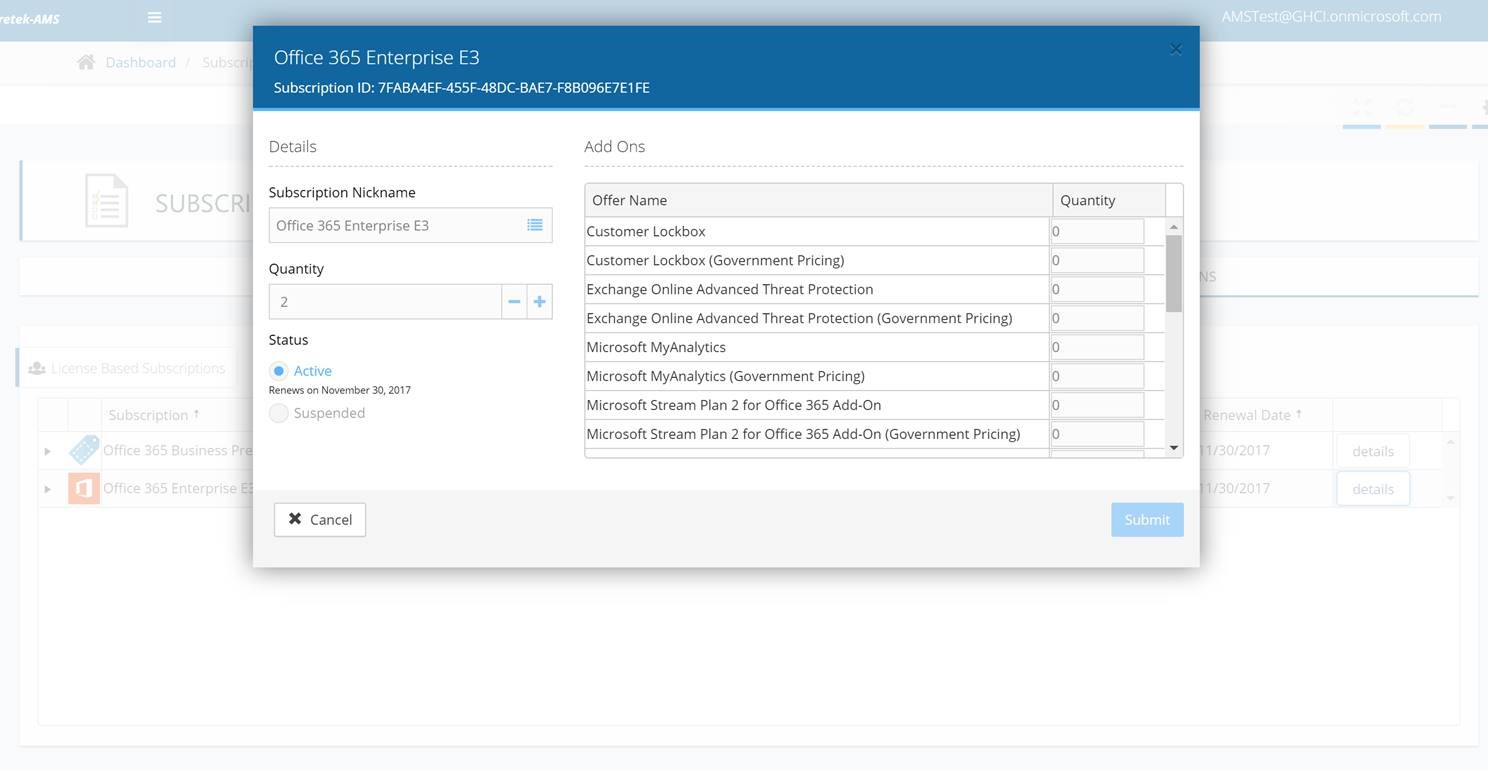 retek-AMS
AMSTest@GHCI.onmicrosoft.com
Dashboard / Subscrip
Office 365 Enterprise E3
Subscription ID: 7FABA4EF-455F-48DC-BAE7-F8B096E7E1FE
Details
Subscription Nickname
Office 365 Enterprise E3
Quantity
2
Status
Active
Renews on November 30, 2017
Suspended
Add Ons
Offer Name Quantity
Customer Lockbox 0
Customer Lockbox (Government Pricing) 0
Exchange Online Advanced Threat Protection 0
Exchange Online Advanced Threat Protection (Government Pricing) 0
Microsoft MyAnalytics 0
Microsoft MyAnalytics (Government Pricing) 0
Microsoft Stream Plan 2 for Office 365 Add-On 0
Microsoft Stream Plan 2 for Office 365 Add-On (Government Pricing) 0
Cancel Submit
SUBSCRI
NS
License Based Subscriptions
Subscription ↑ Renewal Date ↑
Office 365 Business Pre 11/30/2017 details
Office 365 Enterprise E3 11/30/2017 details